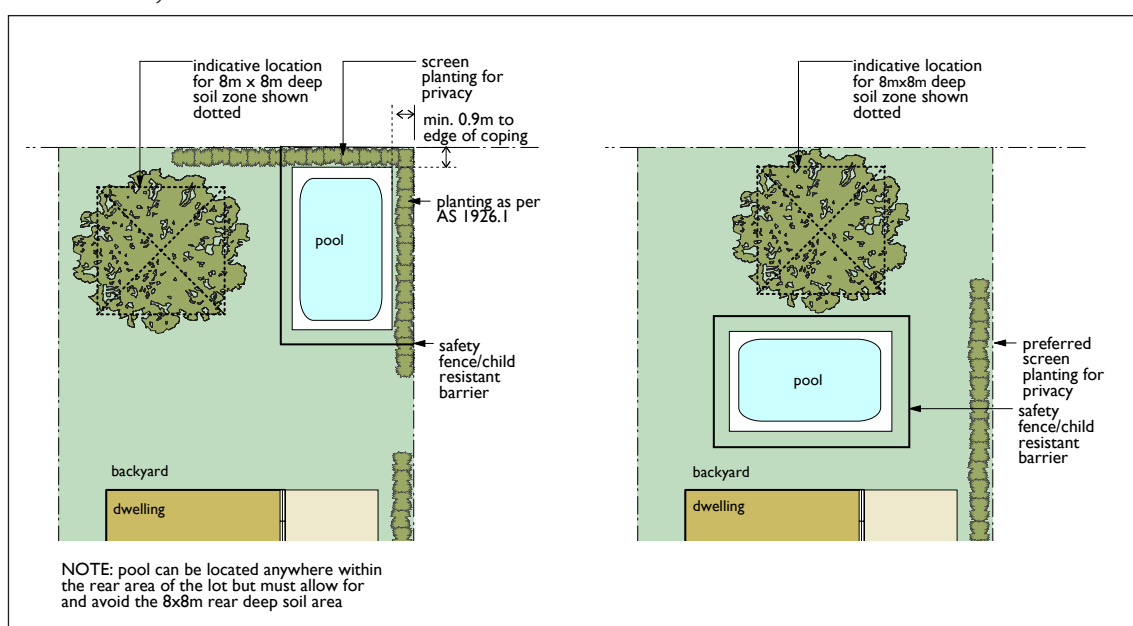 indicative location
for 8m x 8m deep
soil zone shown
dotted
screen
planting for
privacy
min. 0.9m to
edge of coping
planting as per
AS 1926.1
pool
safety
fence/child
resistant
barrier
backyard
dwelling
NOTE: pool can be located anywhere within
the rear area of the lot but must allow for
and avoid the 8x8m rear deep soil area
indicative location
for 8mx8m deep
soil zone shown
dotted
preferred
screen
planting for
privacy
pool
safety
fence/child
resistant
barrier
backyard
dwelling